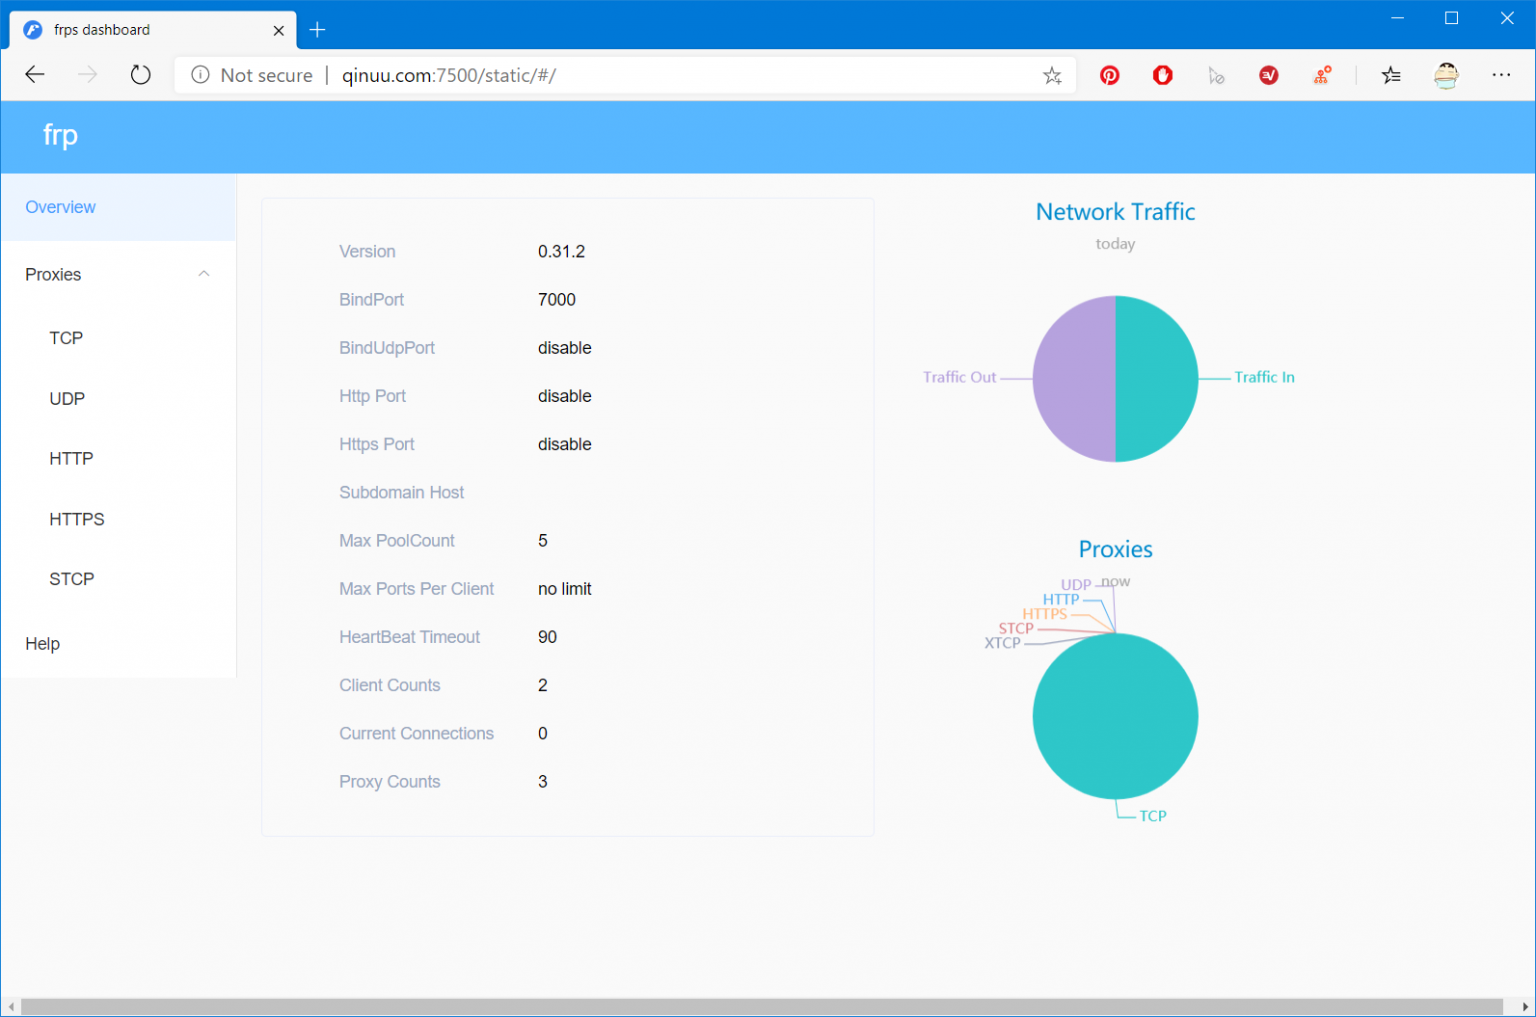 frps dashboard
Not secure | qinuu.com:7500/static/#/
frp
Overview
Proxies
TCP
UDP
HTTP
HTTPS
STCP
Help
Version 0.31.2
BindPort 7000
BindUdpPort disable
Http Port disable
Https Port disable
Subdomain Host
Max PoolCount 5
Max Ports Per Client no limit
HeartBeat Timeout 90
Client Counts 2
Current Connections 0
Proxy Counts 3
Network Traffic
today
Traffic Out Traffic In
Proxies
now
UDP
HTTP
HTTPS
STCP
XTCP
TCP